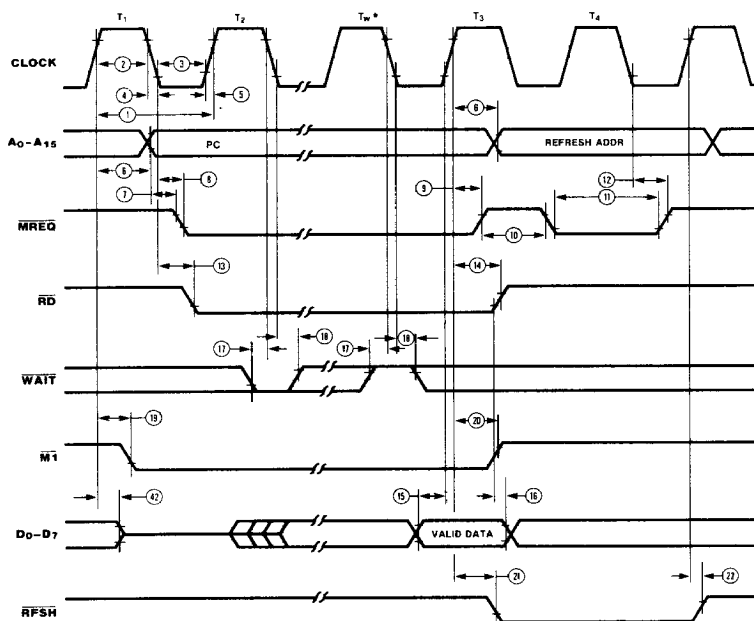 T1 T2 Tw* T3 T4
CLOCK
2 3
4 5
1
6
A0-A15 PC REFRESH ADDR
6 8 12
7 9 11
MREQ
10
13 14
RD
17 18 17 18
WAIT
19 20
M1
42 15 16
D0-D7 VALID DATA
21 22
RFSH